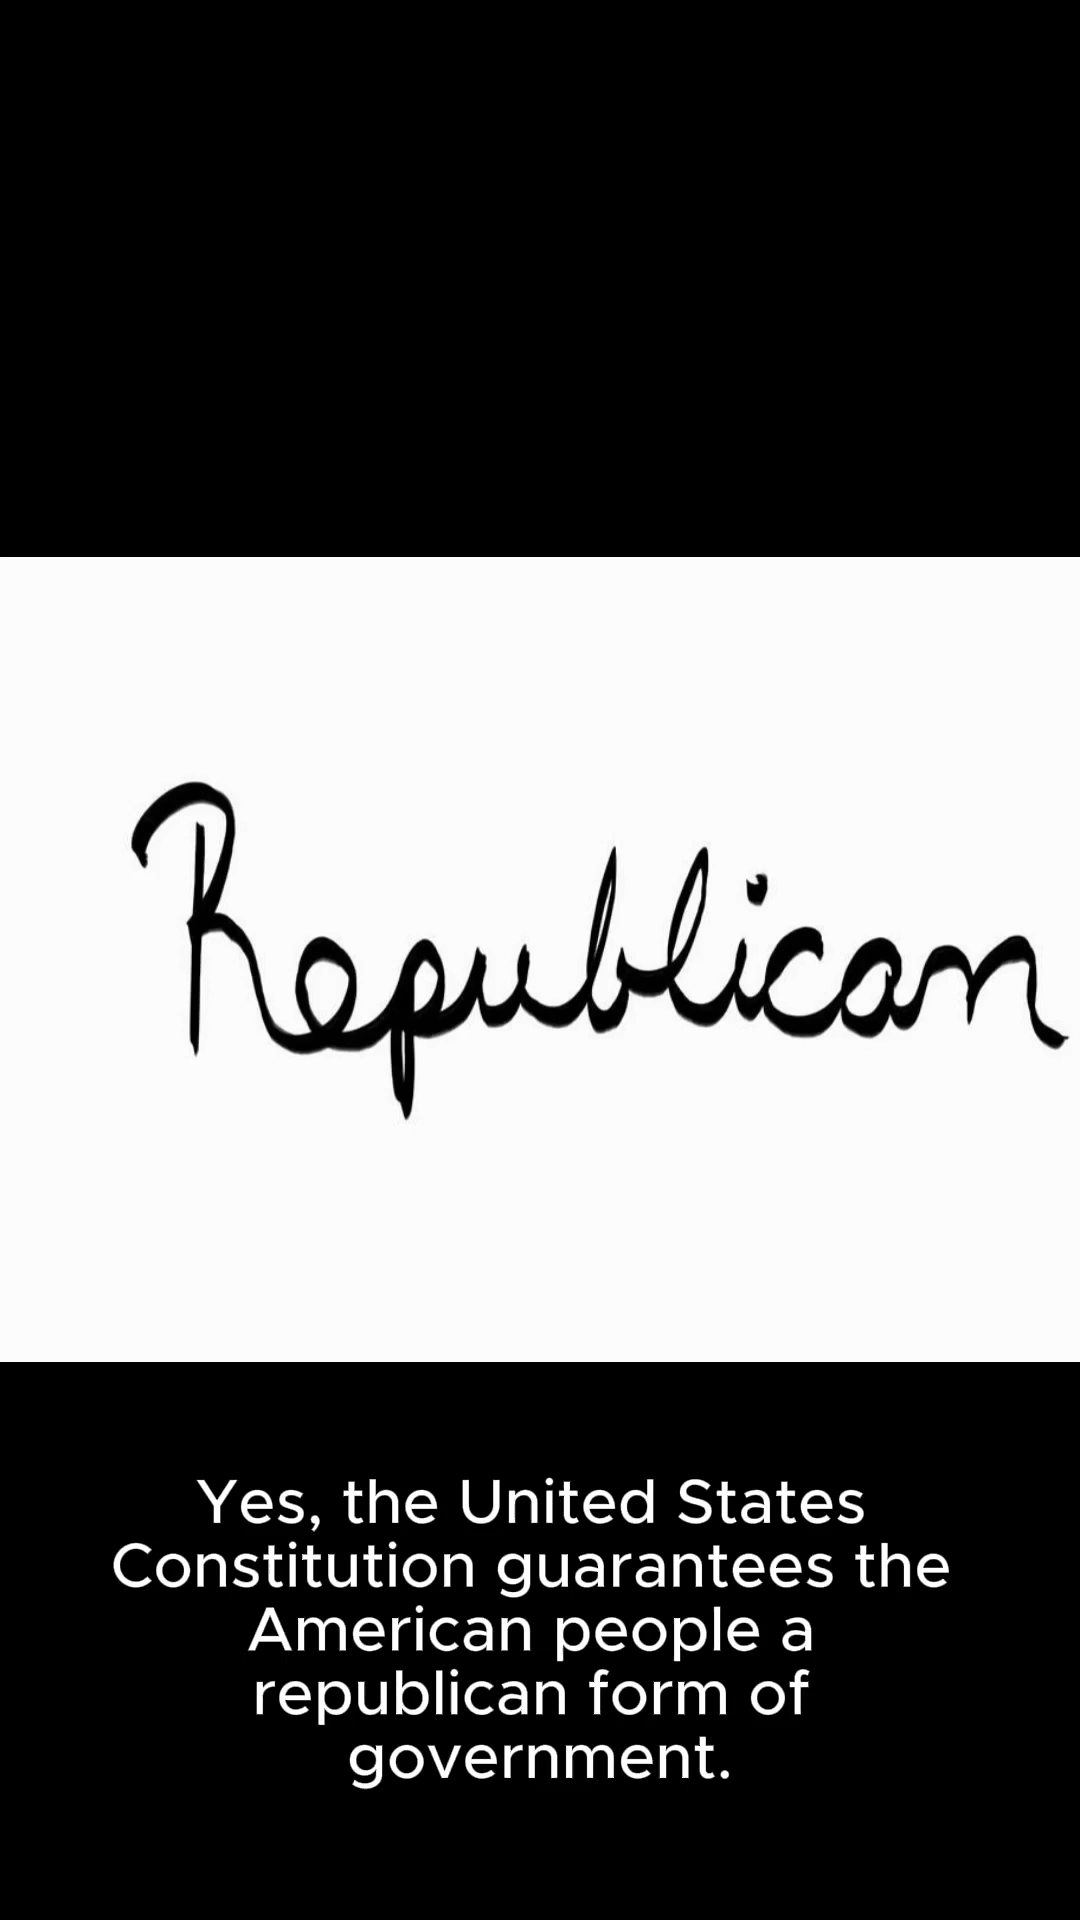 Republican
Yes, the United States
Constitution guarantees the
American people a
republican form of
government.